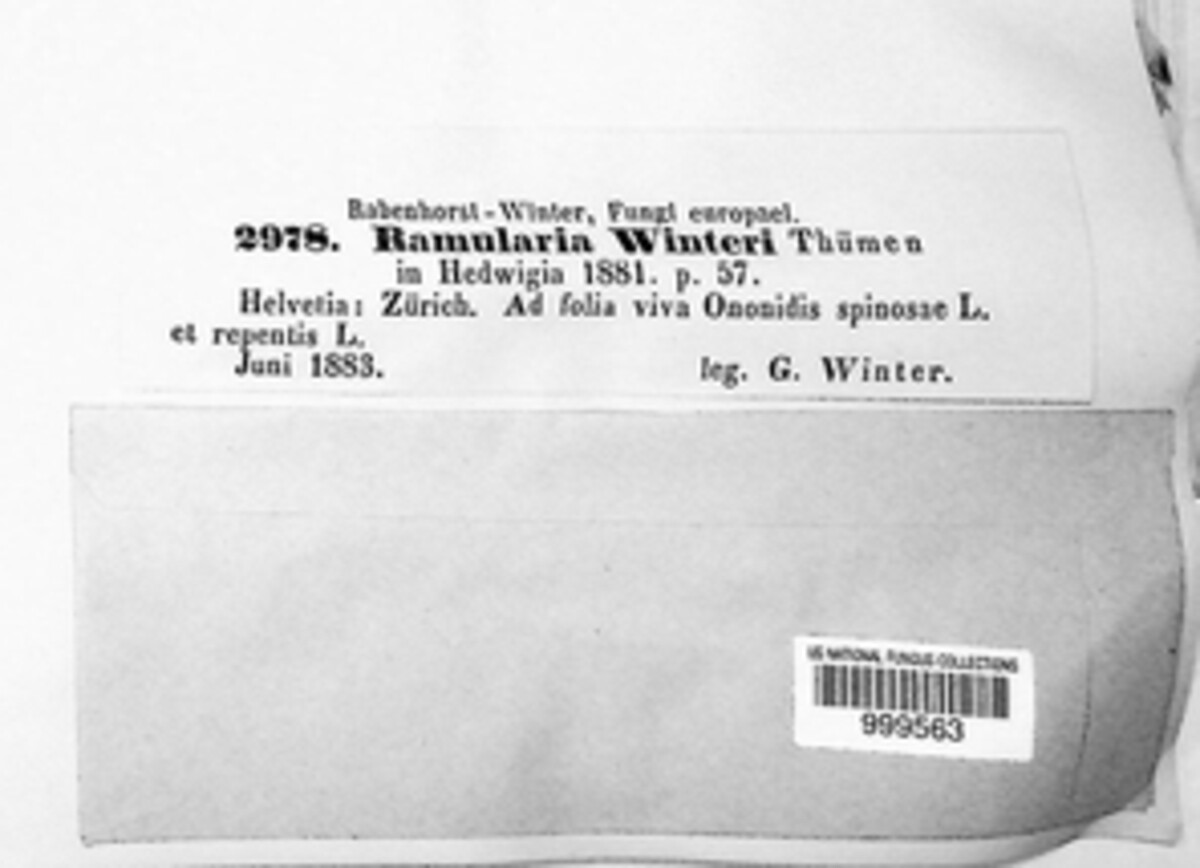 Rabenhorst-Winter, Fungi europaei.
2978. Ramularia Winteri Thümen
in Hedwigia 1881. p. 57.
Helvetia: Zürich. Ad folia viva Ononidis spinosae L.
et repentis L.
Juni 1883. leg. G. Winter.
US NATIONAL FUNGUS COLLECTIONS
999563